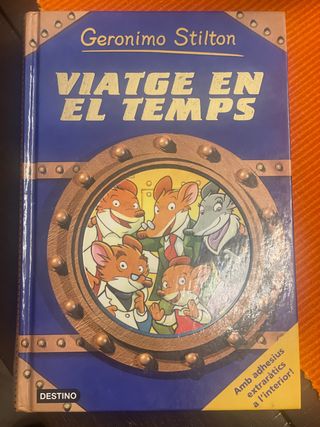 Geronimo Stilton
VIATGE EN
EL TEMPS
Amb adhesius
extraràtics
a l'interior!
DESTINO